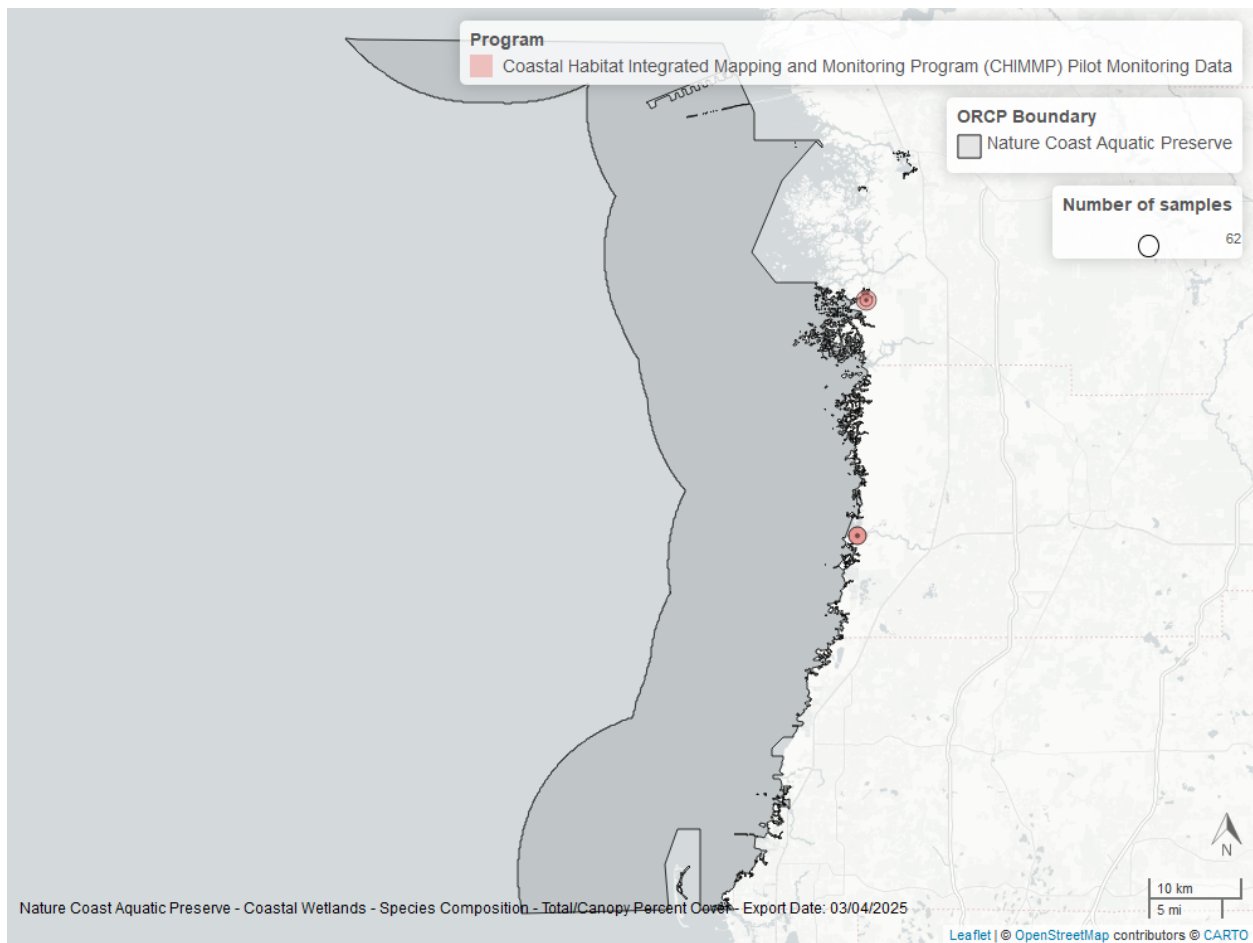 Program
Coastal Habitat Integrated Mapping and Monitoring Program (CHIMMP) Pilot Monitoring Data
ORCP Boundary
Nature Coast Aquatic Preserve
Number of samples
62
N
10 km
5 mi
Nature Coast Aquatic Preserve - Coastal Wetlands - Species Composition - Total/Canopy Percent Cover - Export Date: 03/04/2025
Leaflet | © OpenStreetMap contributors © CARTO